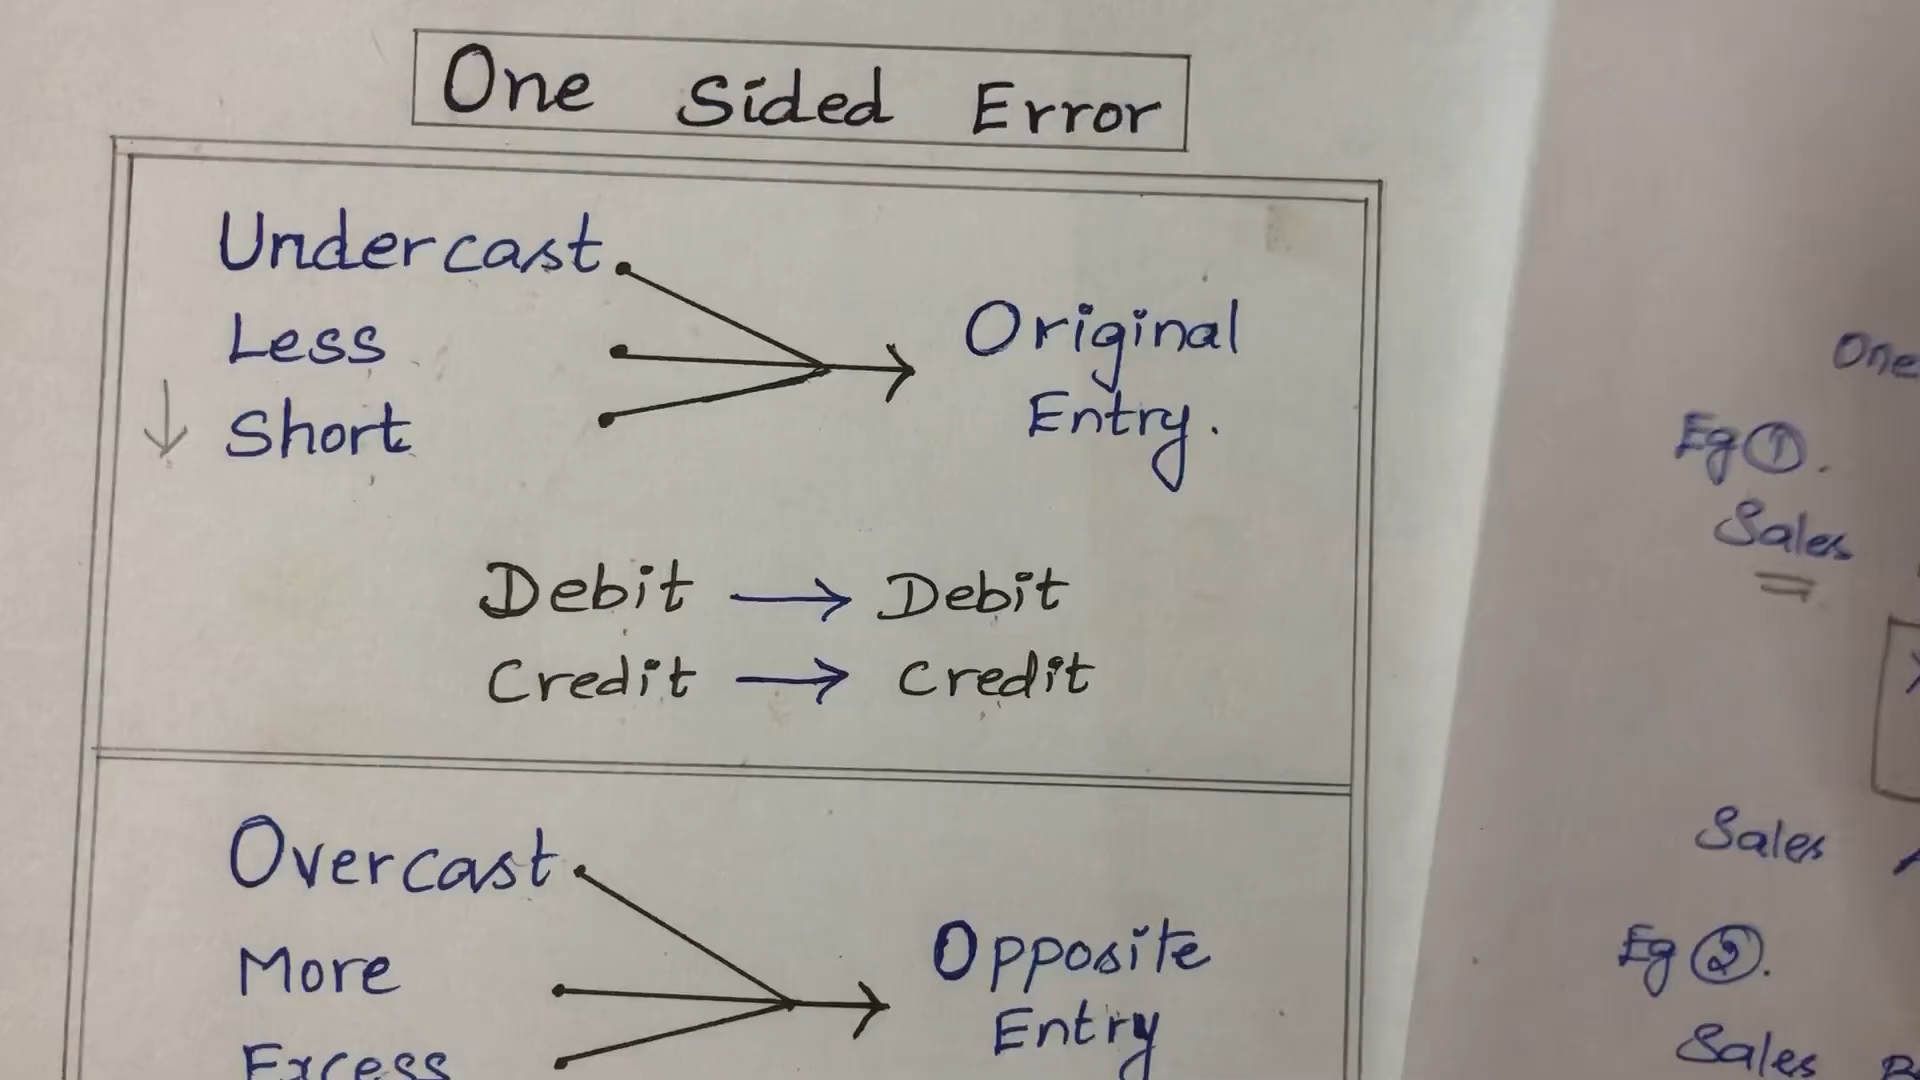 One Sided Error
Undercast
Less
Short
Original
Entry.
Debit → Debit
Credit → Credit
Overcast
More
Excess
Opposite
Entry
One
Eg ①.
Sales
Sales
Eg ②.
Sales